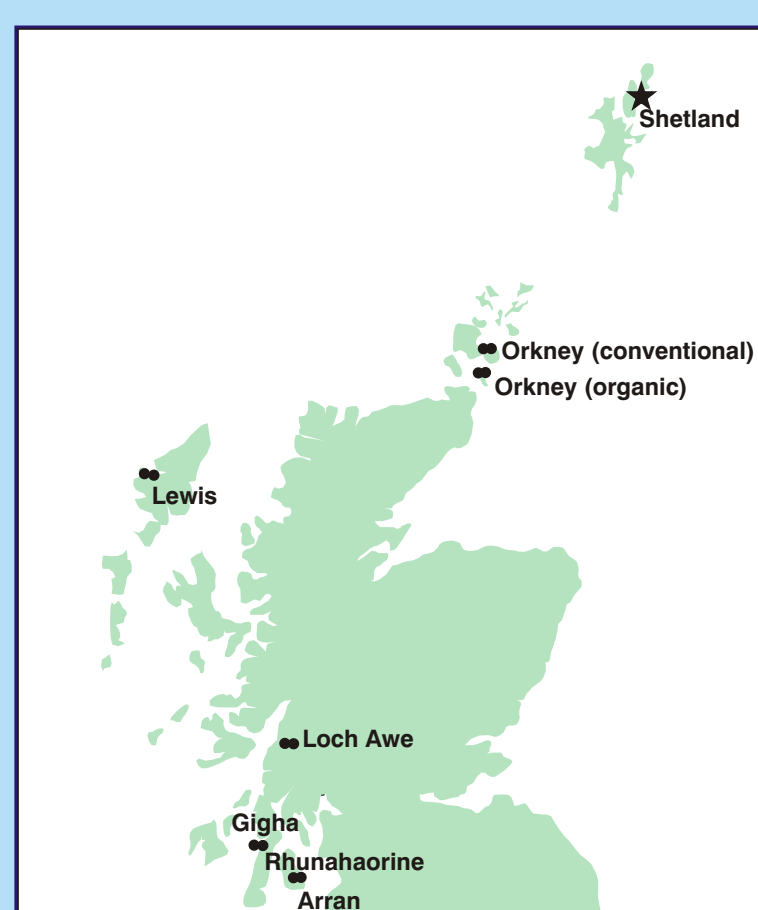 Shetland
Orkney (conventional)
Orkney (organic)
Lewis
Loch Awe
Gigha
Rhunahaorine
Arran